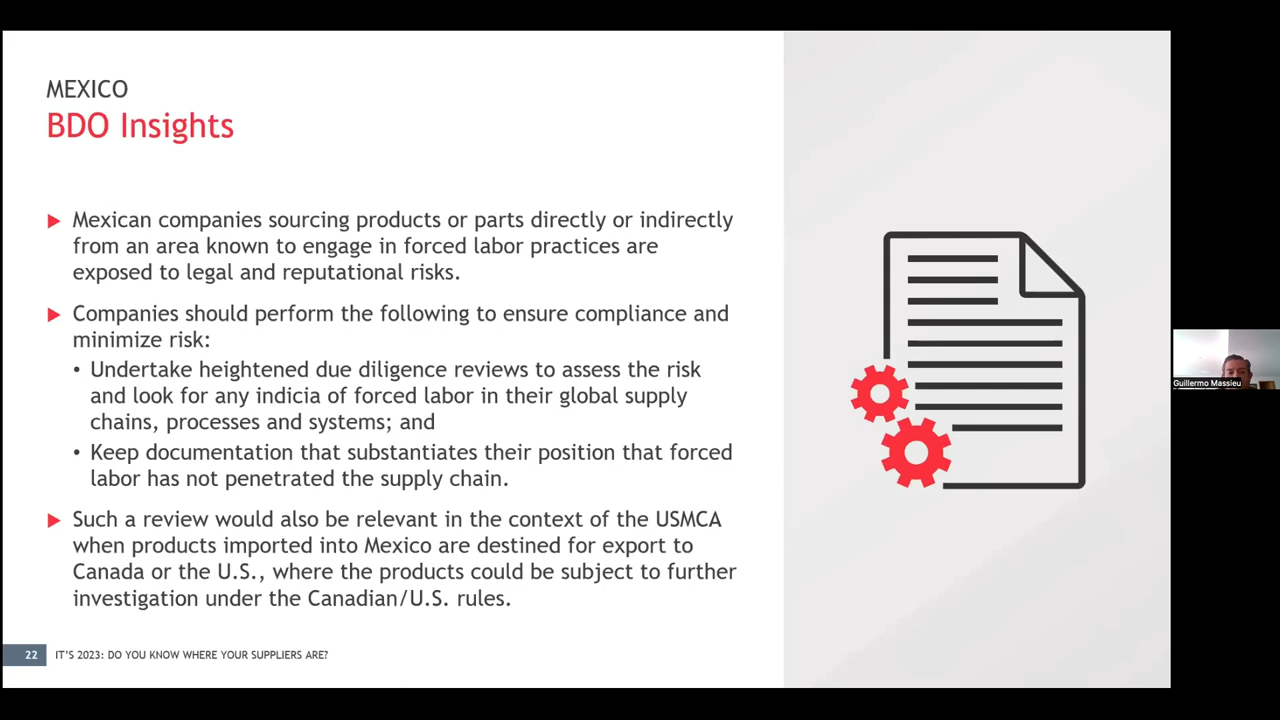 MEXICO
BDO Insights
Mexican companies sourcing products or parts directly or indirectly
from an area known to engage in forced labor practices are
exposed to legal and reputational risks.
Companies should perform the following to ensure compliance and
minimize risk:
• Undertake heightened due diligence reviews to assess the risk
and look for any indicia of forced labor in their global supply
chains, processes and systems; and
• Keep documentation that substantiates their position that forced
labor has not penetrated the supply chain.
Such a review would also be relevant in the context of the USMCA
when products imported into Mexico are destined for export to
Canada or the U.S., where the products could be subject to further
investigation under the Canadian/U.S. rules.
22 IT'S 2023: DO YOU KNOW WHERE YOUR SUPPLIERS ARE?
Guillermo Massieu